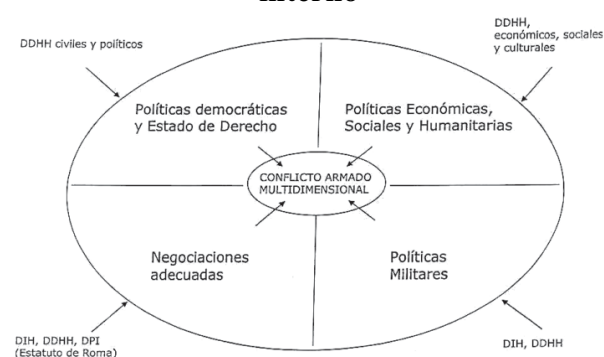 DDHH civiles y políticos
DDHH,
económicos, sociales
y culturales
Políticas democráticas
y Estado de Derecho
Políticas Económicas,
Sociales y Humanitarias
CONFLICTO ARMADO
MULTIDIMENSIONAL
Negociaciones
adecuadas
Políticas
Militares
DIH, DDHH, DPI
(Estatuto de Roma)
DIH, DDHH